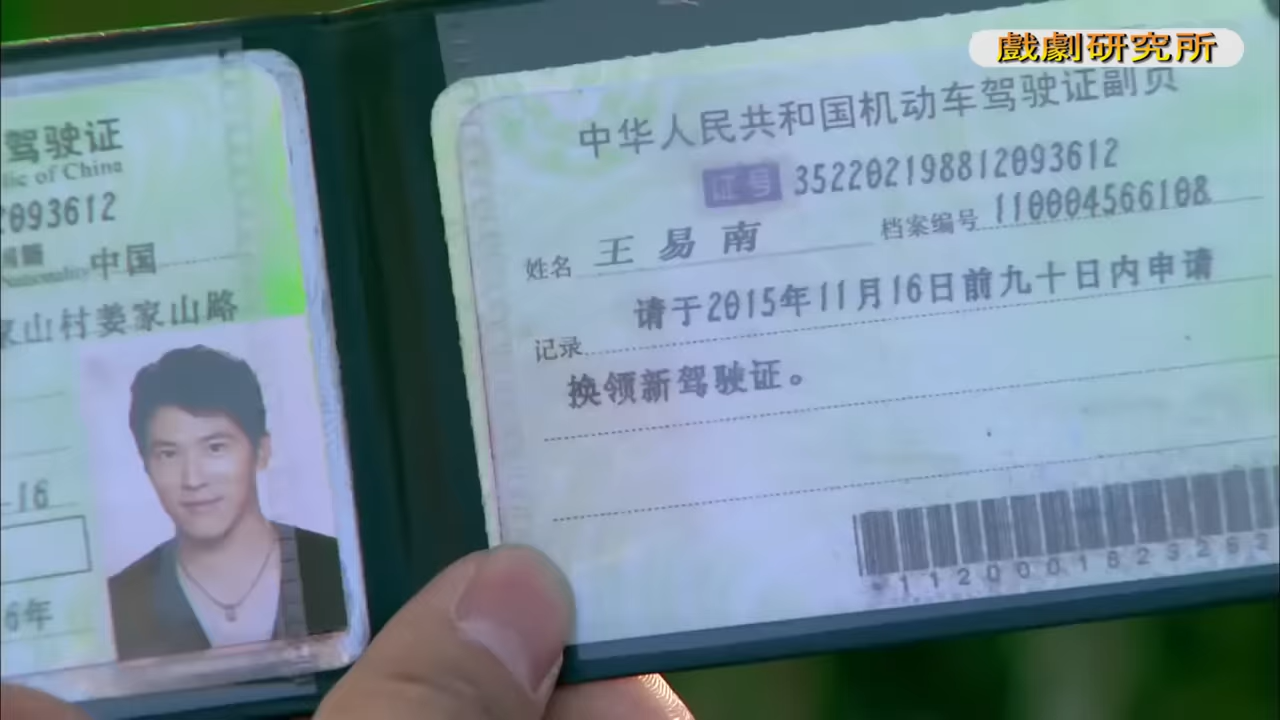 戲劇研究所
驾驶证
lic of China
2093612
国籍
Nationality 中国
家山村姜家山路
-16
6年
中华人民共和国机动车驾驶证副页
证号 352202198812093612
姓名 王易南 档案编号 110004566108
记录 请于2015年11月16日前九十日内申请
换领新驾驶证。